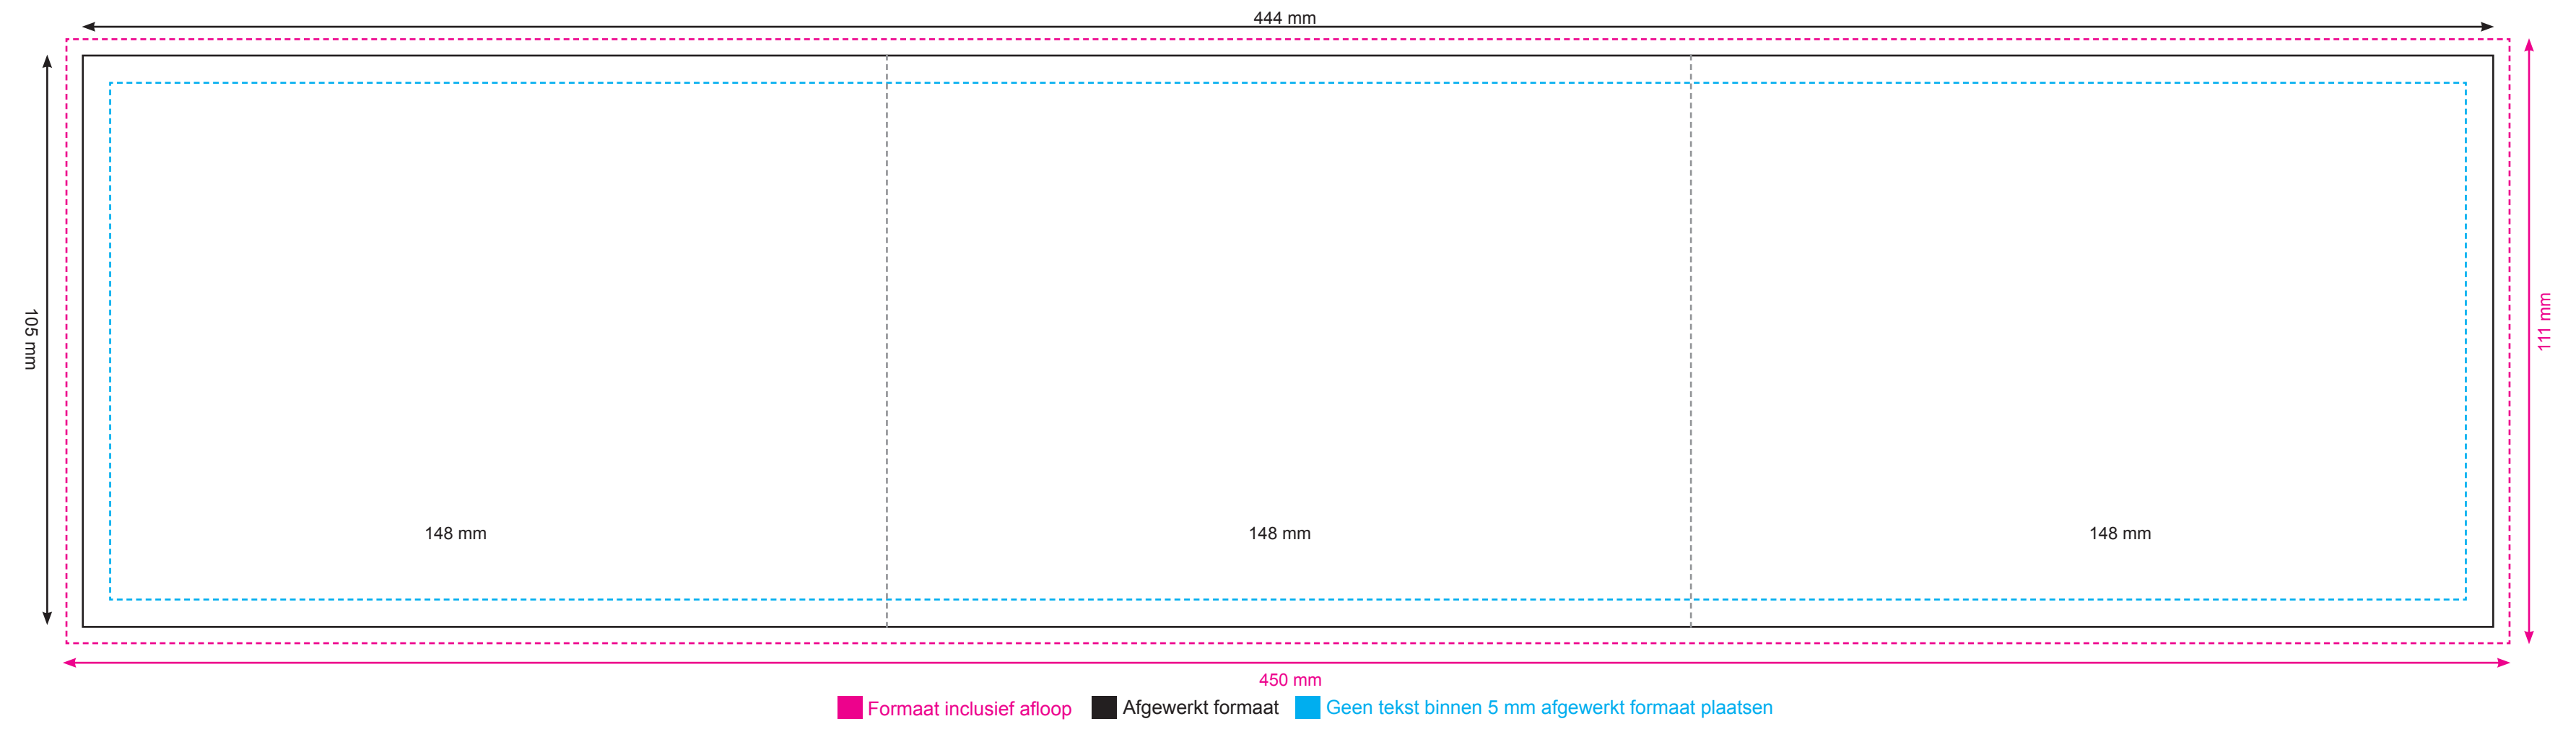 444 mm
105 mm
111 mm
148 mm
148 mm
148 mm
450 mm
Formaat inclusief afloop
Afgewerkt formaat
Geen tekst binnen 5 mm afgewerkt formaat plaatsen